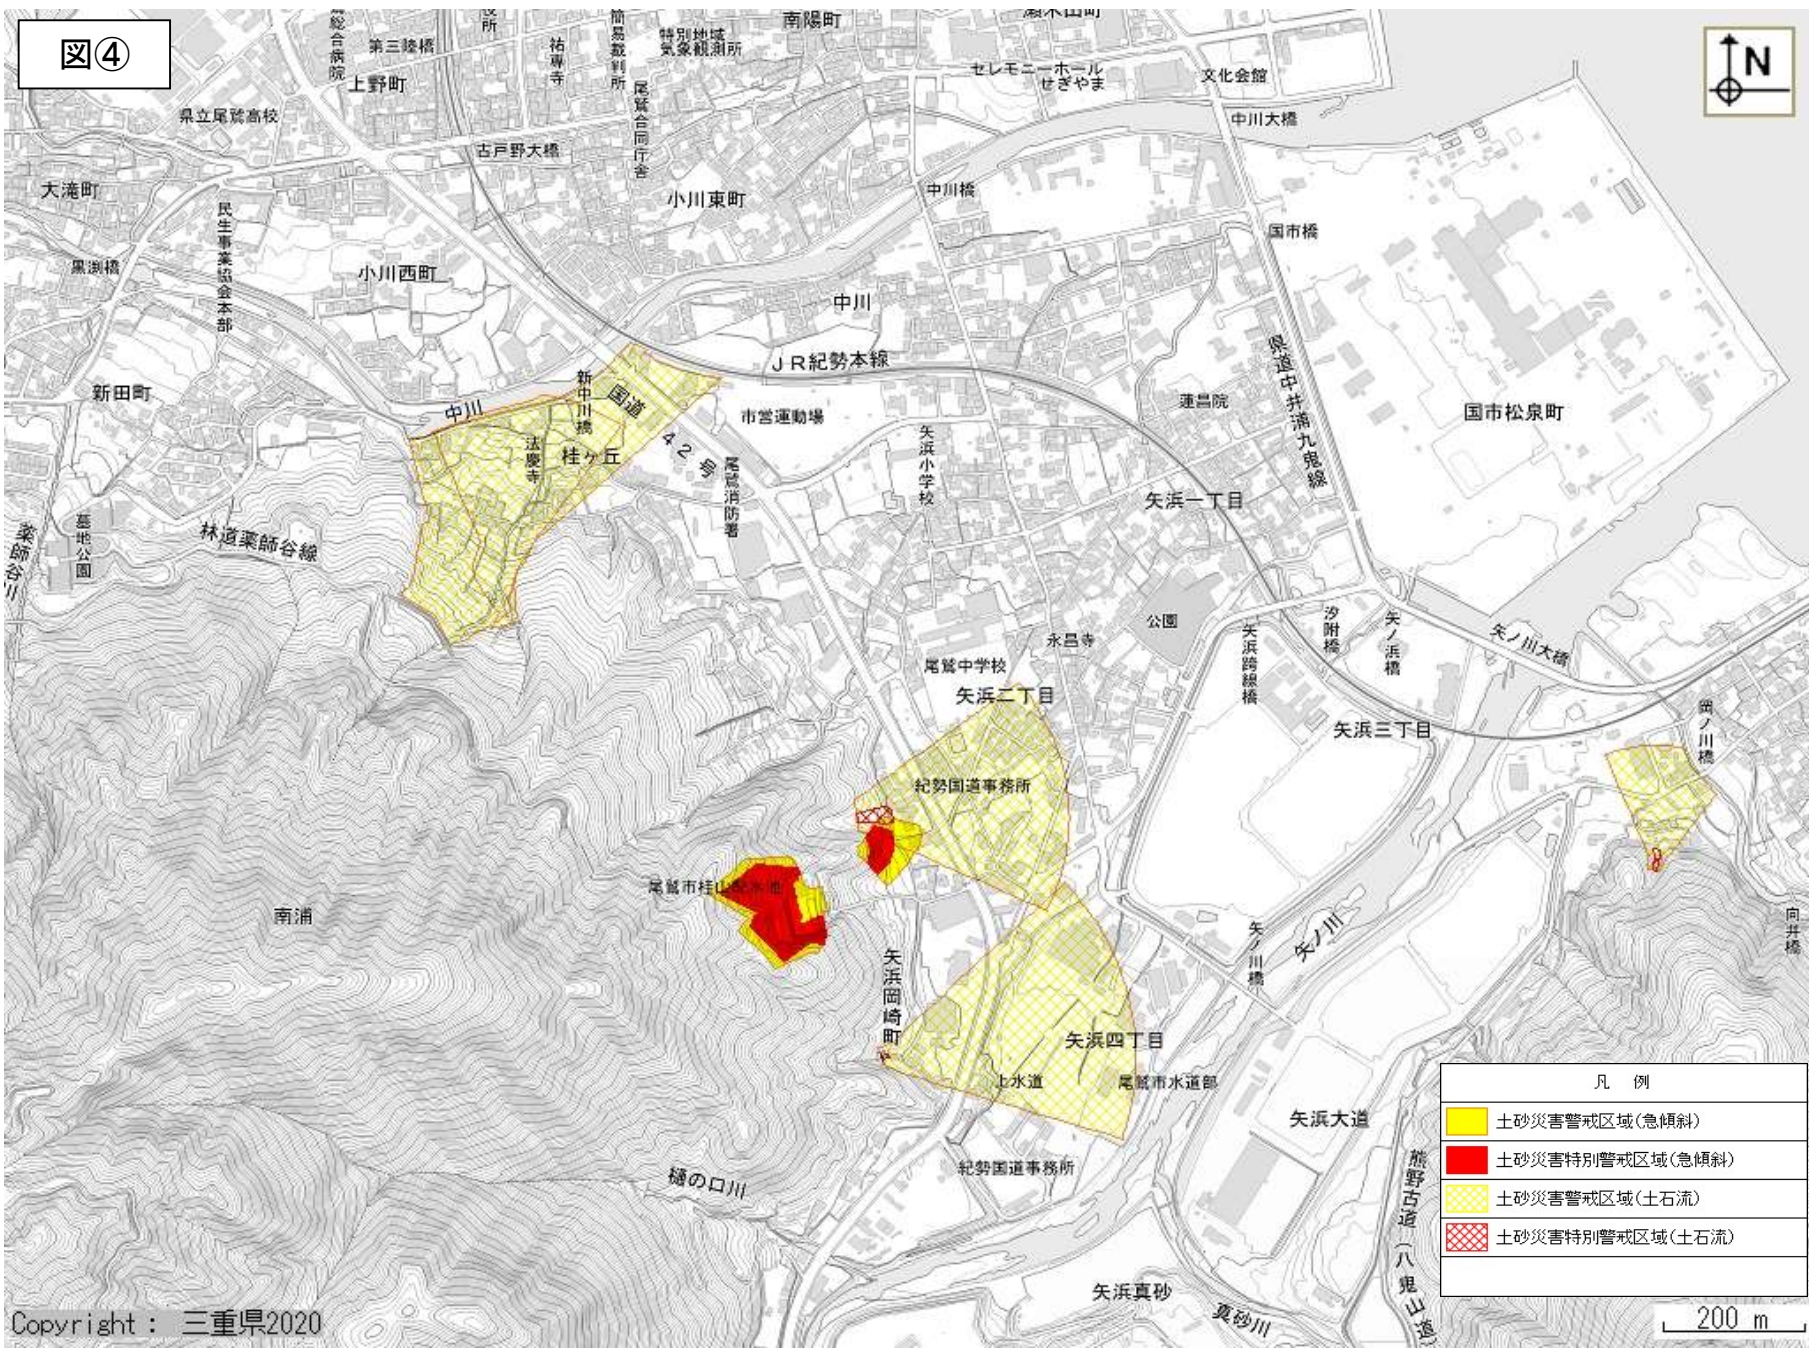 図④
N
総合病院
役所
簡易裁判所
南陽町
第三陸橋
祐専寺
特別地域
気象観測所
上野町
セレモニーホール
せぎやま
文化会館
県立尾鷲高校
尾鷲合同庁舎
中川大橋
古戸野大橋
大滝町
小川東町
中川橋
民生事業協会本部
国市橋
黒渕橋
小川西町
中川
JR紀勢本線
県道中井浦九鬼線
新田町
中川
新中川橋
国道
42号
市営運動場
蓮昌院
国市松泉町
法慶寺
桂ヶ丘
矢浜小学校
尾鷲消防署
矢浜一丁目
墓地公園
林道薬師谷線
薬師谷川
公園
汐附橋
矢ノ浜橋
矢ノ川大橋
永昌寺
矢浜跨線橋
尾鷲中学校
矢浜二丁目
矢浜三丁目
岡ノ川橋
紀勢国道事務所
尾鷲市桂山配水池
南浦
向井橋
矢ノ川橋
矢ノ川
矢浜岡崎町
矢浜四丁目
上水道
尾鷲市水道部
矢浜大道
紀勢国道事務所
樋の口川
熊野古道(八鬼山道)
矢浜真砂
真砂川
凡 例
土砂災害警戒区域(急傾斜)
土砂災害特別警戒区域(急傾斜)
土砂災害警戒区域(土石流)
土砂災害特別警戒区域(土石流)
Copyright : 三重県2020
200 m